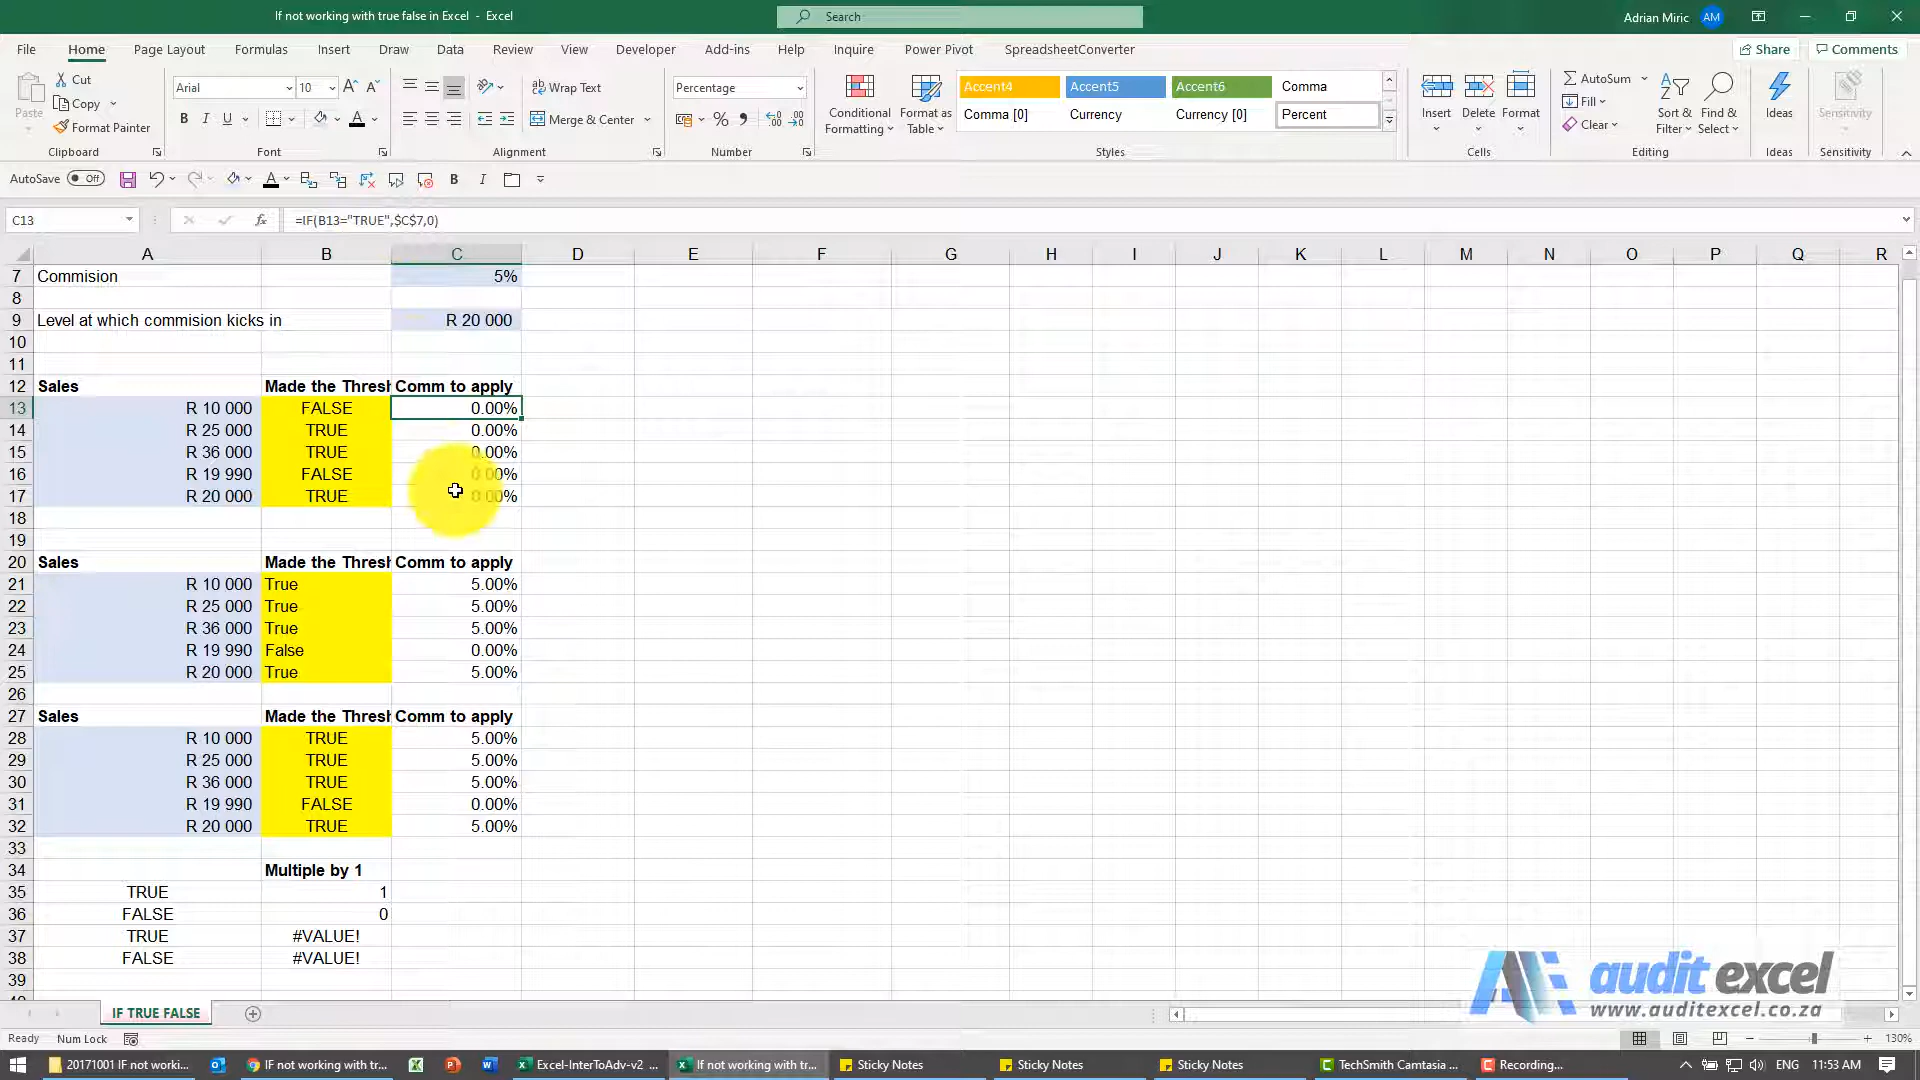 If not working with true false in Excel - Excel
Search
Adrian Miric
AM
File Home Page Layout Formulas Insert Draw Data Review View Developer Add-ins Help Inquire Power Pivot SpreadsheetConverter Share Comments
Paste
Cut
Copy
Format Painter
Clipboard
Arial 10
B I U
Font
Wrap Text
Merge & Center
Alignment
Percentage
Number
Conditional Formatting
Format as Table
Accent4 Accent5 Accent6 Comma
Comma [0] Currency Currency [0] Percent
Styles
Insert Delete Format
Cells
AutoSum
Fill
Clear
Sort & Filter
Find & Select
Editing
Ideas
Ideas
Sensitivity
Sensitivity
AutoSave Off
C13 fx =IF(B13="TRUE",$C$7,0)
A B C D E F G H I J K L M N O P Q R
7 Commision 5%
8
9 Level at which commision kicks in R 20 000
10
11
12 Sales Made the Thresh Comm to apply
13 R 10 000 FALSE 0.00%
14 R 25 000 TRUE 0.00%
15 R 36 000 TRUE 0.00%
16 R 19 990 FALSE 0.00%
17 R 20 000 TRUE 0.00%
18
19
20 Sales Made the Thresh Comm to apply
21 R 10 000 True 5.00%
22 R 25 000 True 5.00%
23 R 36 000 True 5.00%
24 R 19 990 False 0.00%
25 R 20 000 True 5.00%
26
27 Sales Made the Thresh Comm to apply
28 R 10 000 TRUE 5.00%
29 R 25 000 TRUE 5.00%
30 R 36 000 TRUE 5.00%
31 R 19 990 FALSE 0.00%
32 R 20 000 TRUE 5.00%
33
34 Multiple by 1
35 TRUE 1
36 FALSE 0
37 TRUE #VALUE!
38 FALSE #VALUE!
39
audit excel
www.auditexcel.co.za
IF TRUE FALSE
Ready Num Lock 130%
20171001 IF not worki...
IF not working with tr...
Excel-InterToAdv-v2 ...
If not working with tr...
Sticky Notes
Sticky Notes
Sticky Notes
TechSmith Camtasia ...
Recording...
ENG 11:53 AM